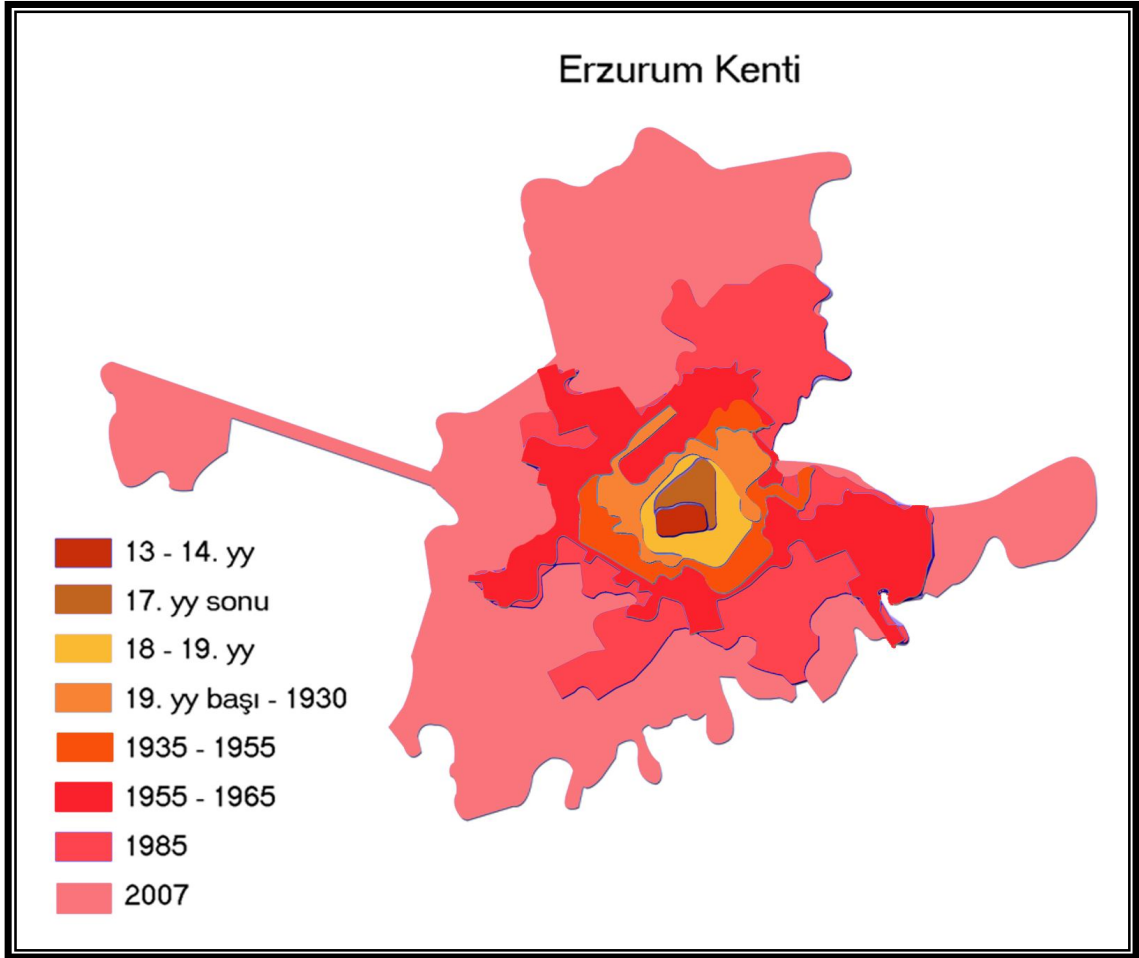 Erzurum Kenti
13 - 14. yy
17. yy sonu
18 - 19. yy
19. yy başı - 1930
1935 - 1955
1955 - 1965
1985
2007